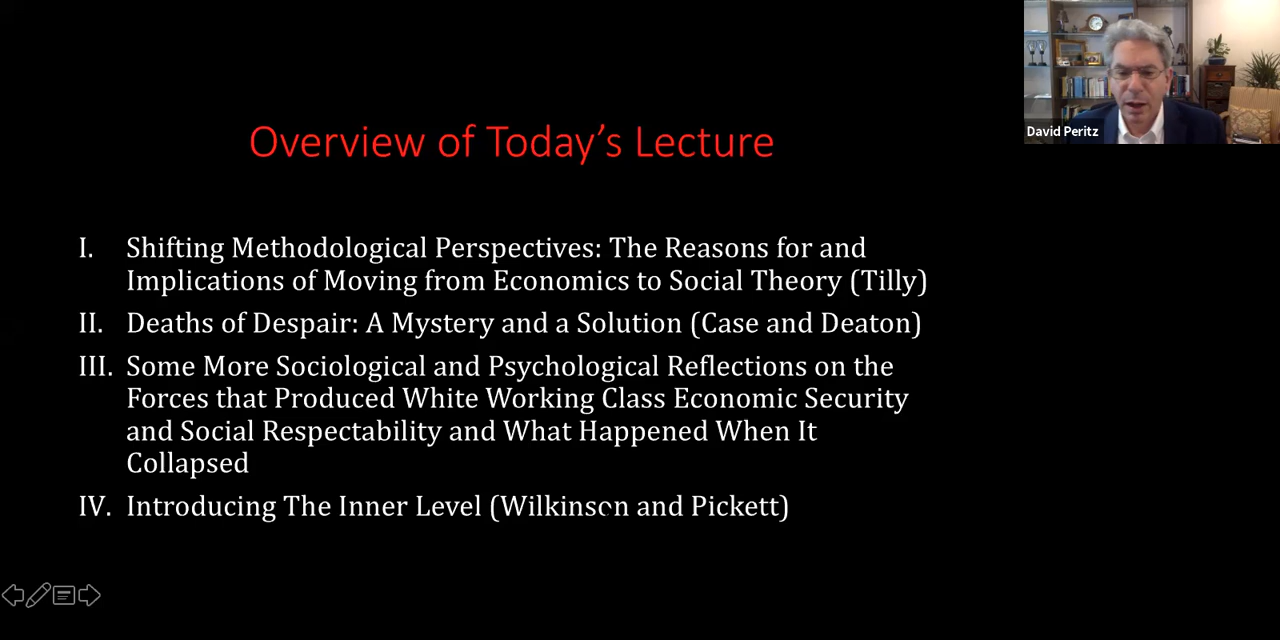 Overview of Today’s Lecture
David Peritz
I. Shifting Methodological Perspectives: The Reasons for and
Implications of Moving from Economics to Social Theory (Tilly)
II. Deaths of Despair: A Mystery and a Solution (Case and Deaton)
III. Some More Sociological and Psychological Reflections on the
Forces that Produced White Working Class Economic Security
and Social Respectability and What Happened When It
Collapsed
IV. Introducing The Inner Level (Wilkinson and Pickett)